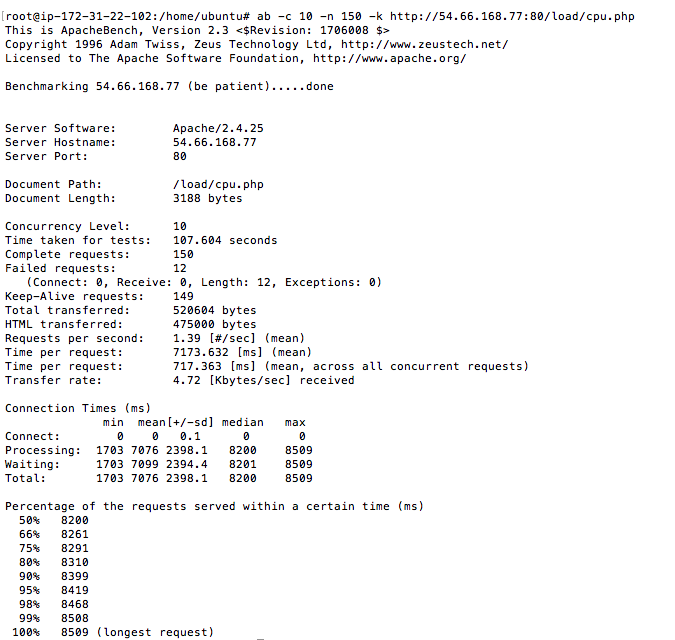 [root@ip-172-31-22-102:/home/ubuntu# ab -c 10 -n 150 -k http://54.66.168.77:80/load/cpu.php
This is ApacheBench, Version 2.3 <$Revision: 1706008 $>
Copyright 1996 Adam Twiss, Zeus Technology Ltd, http://www.zeustech.net/
Licensed to The Apache Software Foundation, http://www.apache.org/

Benchmarking 54.66.168.77 (be patient).....done


Server Software:        Apache/2.4.25
Server Hostname:        54.66.168.77
Server Port:            80

Document Path:          /load/cpu.php
Document Length:        3188 bytes

Concurrency Level:      10
Time taken for tests:   107.604 seconds
Complete requests:      150
Failed requests:        12
   (Connect: 0, Receive: 0, Length: 12, Exceptions: 0)
Keep-Alive requests:    149
Total transferred:      520604 bytes
HTML transferred:       475000 bytes
Requests per second:    1.39 [#/sec] (mean)
Time per request:       7173.632 [ms] (mean)
Time per request:       717.363 [ms] (mean, across all concurrent requests)
Transfer rate:          4.72 [Kbytes/sec] received

Connection Times (ms)
              min  mean[+/-sd] median   max
Connect:        0    0   0.1      0       0
Processing:  1703 7076 2398.1   8200    8509
Waiting:     1703 7099 2394.4   8201    8509
Total:       1703 7076 2398.1   8200    8509

Percentage of the requests served within a certain time (ms)
  50%   8200
  66%   8261
  75%   8291
  80%   8310
  90%   8399
  95%   8419
  98%   8468
  99%   8508
 100%   8509 (longest request)